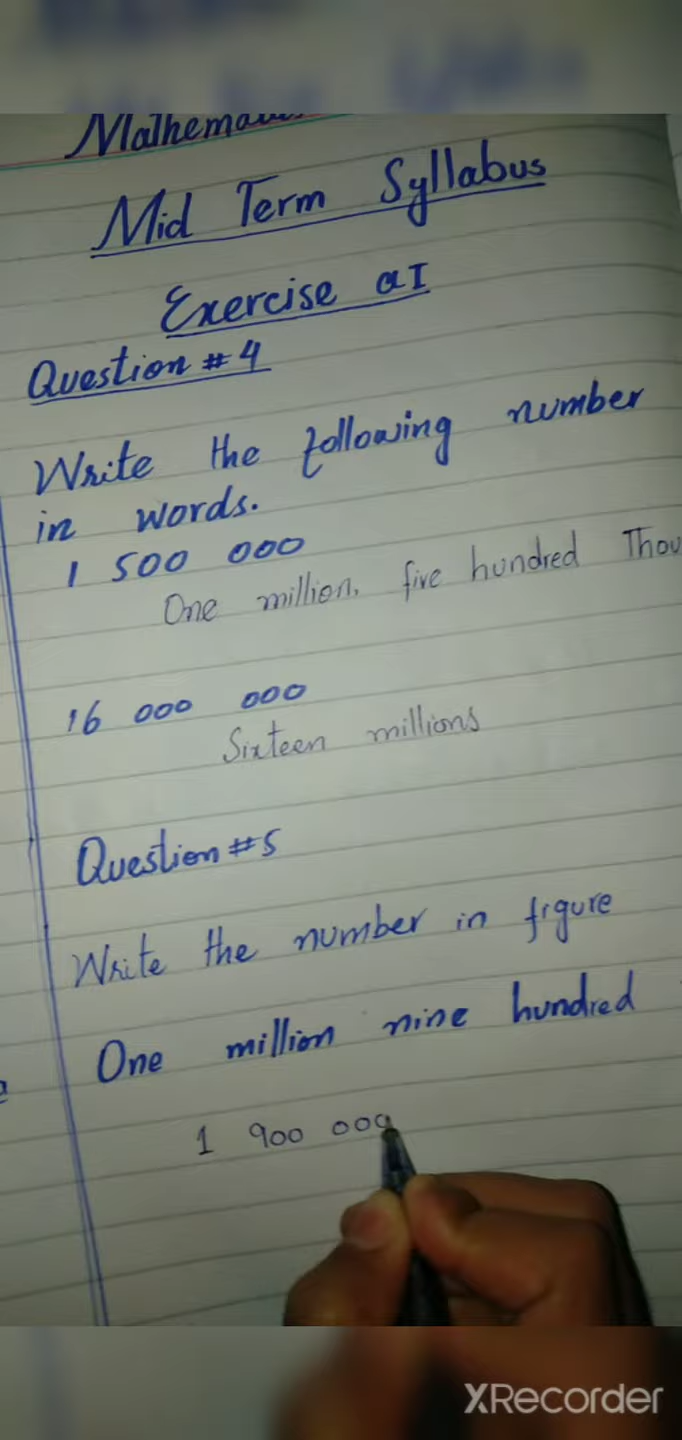 Mid Term Syllabus
Exercise
Question #4
Write the following number
in words.
1 500 000
One million, five hundred Thou
16 000 000
Sixteen millions
Question #5
Write the number in figure
One million nine hundred
1 900 000
XRecorder